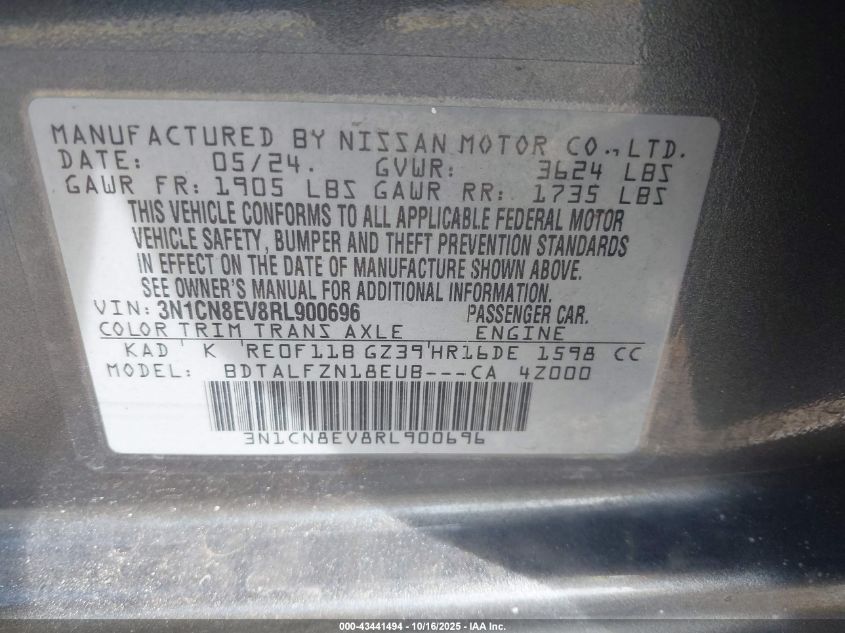 MANUFACTURED BY NISSAN MOTOR CO.,LTD.
DATE: 05/24. GVWR: 3624 LBS
GAWR FR: 1905 LBS GAWR RR: 1735 LBS
THIS VEHICLE CONFORMS TO ALL APPLICABLE FEDERAL MOTOR
VEHICLE SAFETY, BUMPER AND THEFT PREVENTION STANDARDS
IN EFFECT ON THE DATE OF MANUFACTURE SHOWN ABOVE.
SEE OWNER'S MANUAL FOR ADDITIONAL INFORMATION.
VIN: 3N1CN8EV8RL900696 PASSENGER CAR.
COLOR TRIM TRANS AXLE ENGINE
KAD K RE0F11B GZ39 HR16DE 1598 CC
MODEL: BDTALFZN18EUB---CA 4Z000
3N1CN8EV8RL900696
000-43441494 - 10/16/2025 - IAA Inc.